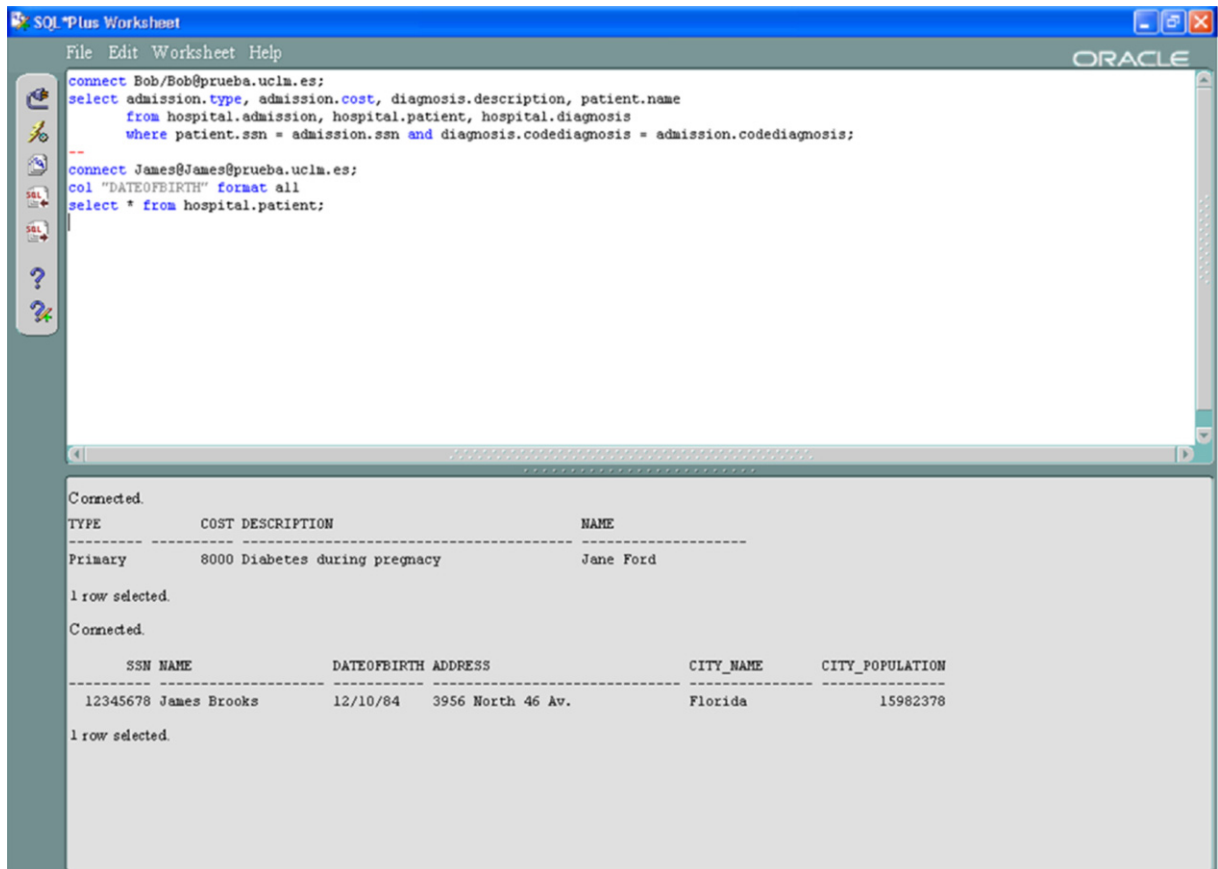 SQL*Plus Worksheet
File Edit Worksheet Help
ORACLE
connect Bob/Bob@prueba.uclm.es;
select admission.type, admission.cost, diagnosis.description, patient.name
from hospital.admission, hospital.patient, hospital.diagnosis
where patient.ssn = admission.ssn and diagnosis.codediagnosis = admission.codediagnosis;
--
connect James@James@prueba.uclm.es;
col "DATEOFBIRTH" format all
select * from hospital.patient;
SQL
SQL
Connected.
TYPE COST DESCRIPTION NAME
--------- ---------- ---------------------------------------- --------------------
Primary 8000 Diabetes during pregnacy Jane Ford
1 row selected.
Connected.
SSN NAME DATEOFBIRTH ADDRESS CITY_NAME CITY_POPULATION
---------- -------------------- ----------- ------------------------------ --------------- ---------------
12345678 James Brooks 12/10/84 3956 North 46 Av. Florida 15982378
1 row selected.